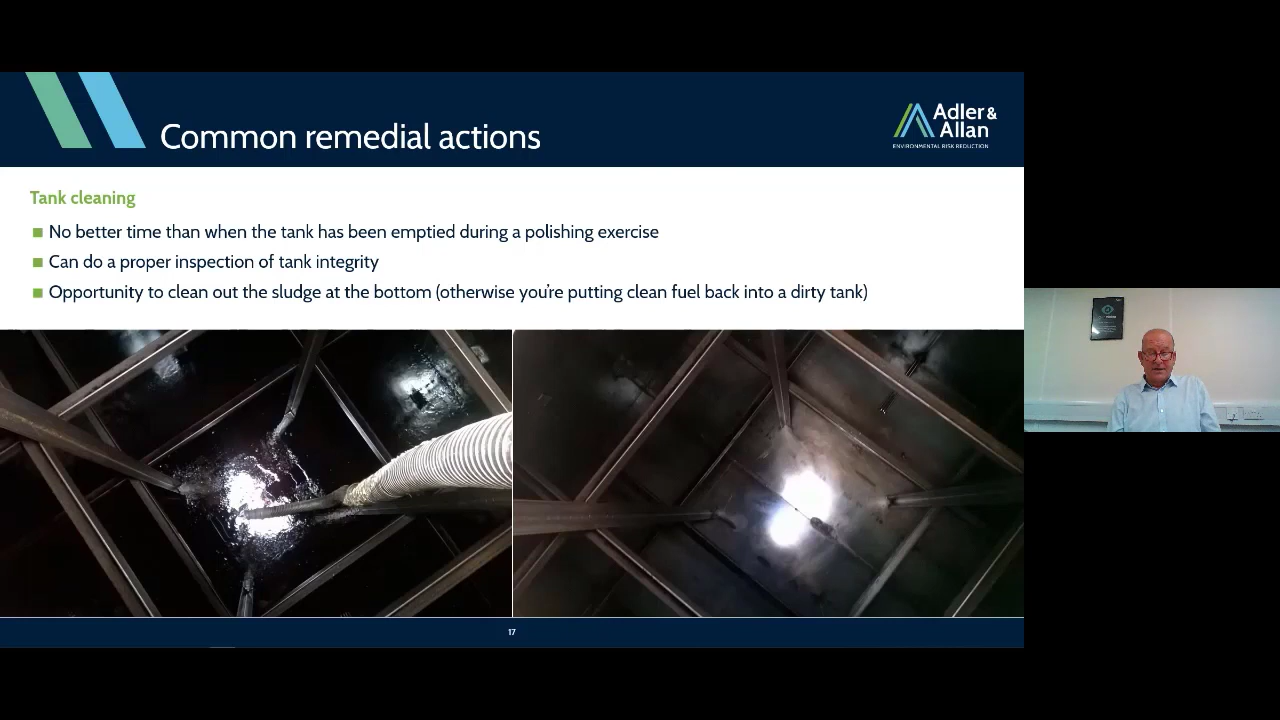 Common remedial actions
Adler &
Allan
ENVIRONMENTAL RISK REDUCTION
Tank cleaning
No better time than when the tank has been emptied during a polishing exercise
Can do a proper inspection of tank integrity
Opportunity to clean out the sludge at the bottom (otherwise you're putting clean fuel back into a dirty tank)
17